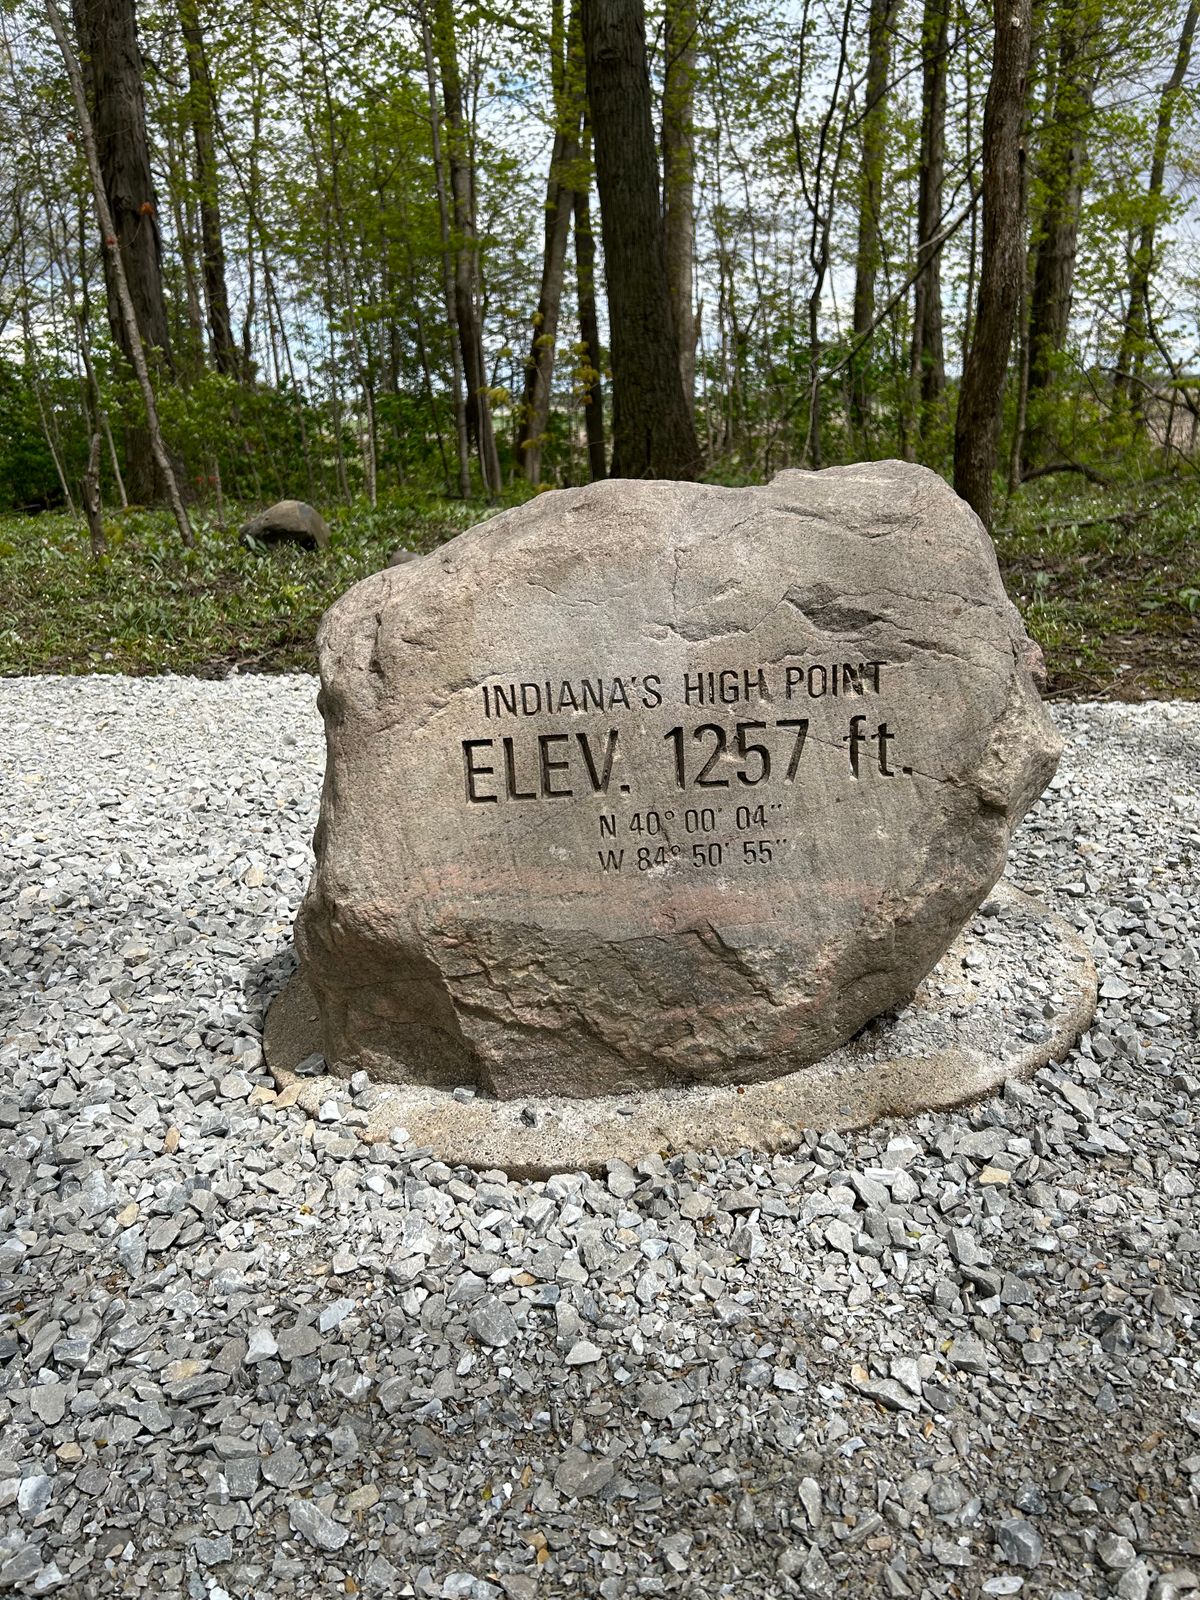 INDIANA'S HIGH POINT
ELEV. 1257 ft.
N 40° 00' 04"
W 84° 50' 55"